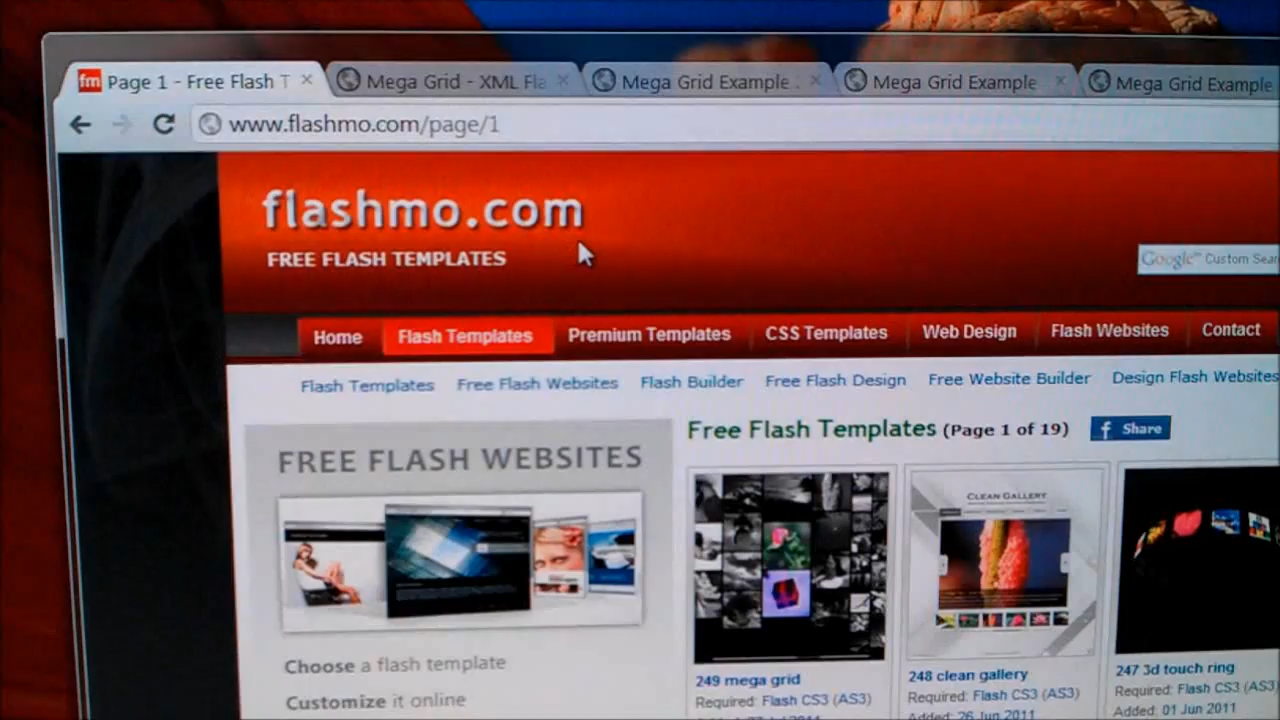 fm Page 1 - Free Flash T
Mega Grid - XML Fla
Mega Grid Example
Mega Grid Example
Mega Grid Example
www.flashmo.com/page/1
flashmo.com
FREE FLASH TEMPLATES
Google™ Custom Sear
Home Flash Templates Premium Templates CSS Templates Web Design Flash Websites Contact
Flash Templates Free Flash Websites Flash Builder Free Flash Design Free Website Builder Design Flash Websites
FREE FLASH WEBSITES
Choose a flash template
Customize it online
Free Flash Templates (Page 1 of 19) f Share
CLEAN GALLERY
249 mega grid
Required: Flash CS3 (AS3)
248 clean gallery
Required: Flash CS3 (AS3)
Added: 26 Jun 2011
247 3d touch ring
Required: Flash CS3 (AS3)
Added: 01 Jun 2011